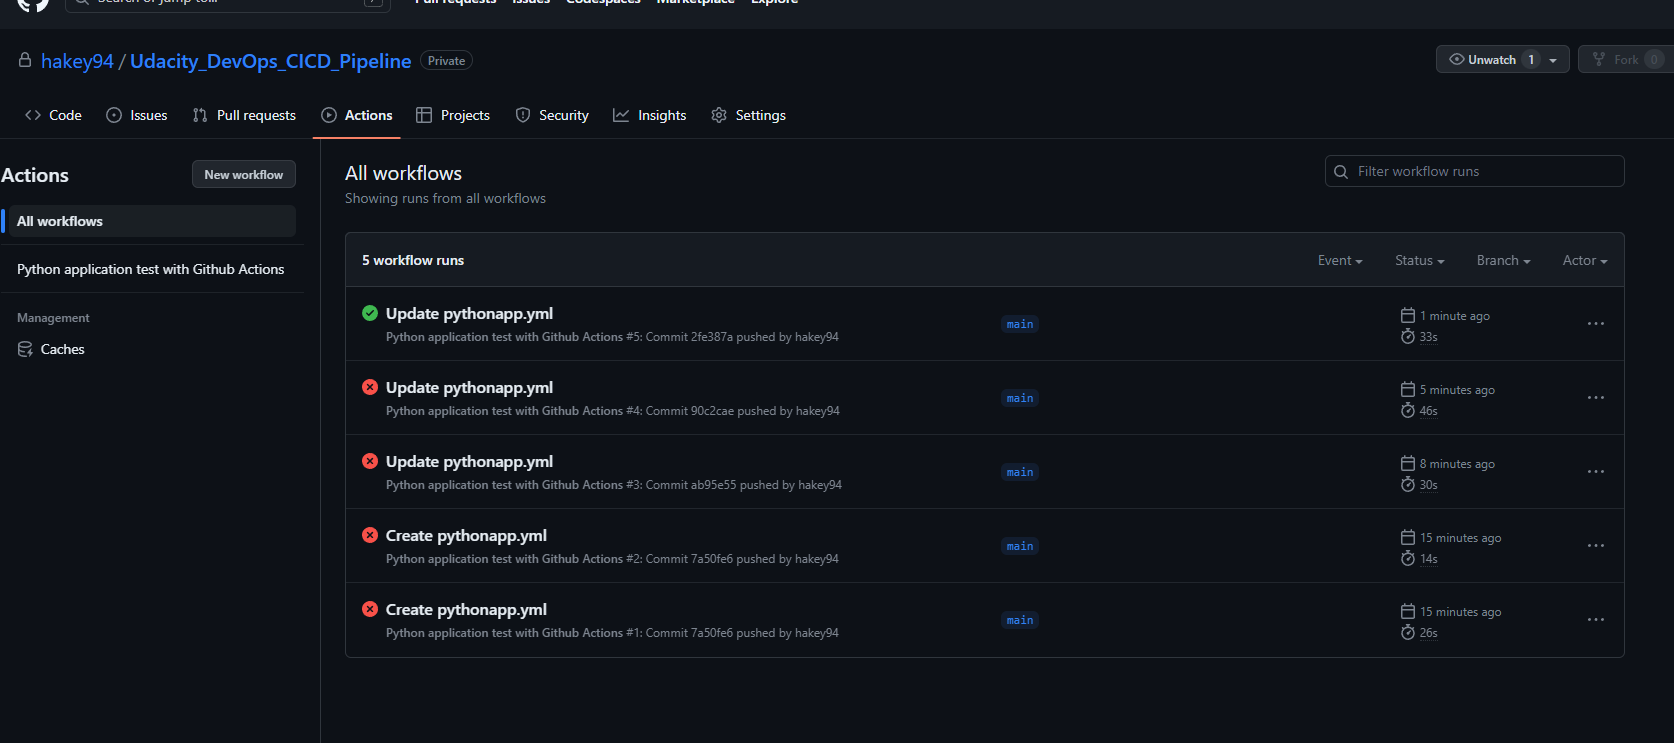 Search or jump to...
Pull requests Issues Codespaces Marketplace Explore
hakey94 / Udacity_DevOps_CICD_Pipeline Private
Unwatch 1
Fork 0
Code Issues Pull requests Actions Projects Security Insights Settings
Actions
New workflow
All workflows
Python application test with Github Actions
Management
Caches
All workflows
Showing runs from all workflows
Filter workflow runs
5 workflow runs
Event Status Branch Actor
Update pythonapp.yml
Python application test with Github Actions #5: Commit 2fe387a pushed by hakey94
main
1 minute ago
33s
Update pythonapp.yml
Python application test with Github Actions #4: Commit 90c2cae pushed by hakey94
main
5 minutes ago
46s
Update pythonapp.yml
Python application test with Github Actions #3: Commit ab95e55 pushed by hakey94
main
8 minutes ago
30s
Create pythonapp.yml
Python application test with Github Actions #2: Commit 7a50fe6 pushed by hakey94
main
15 minutes ago
14s
Create pythonapp.yml
Python application test with Github Actions #1: Commit 7a50fe6 pushed by hakey94
main
15 minutes ago
26s